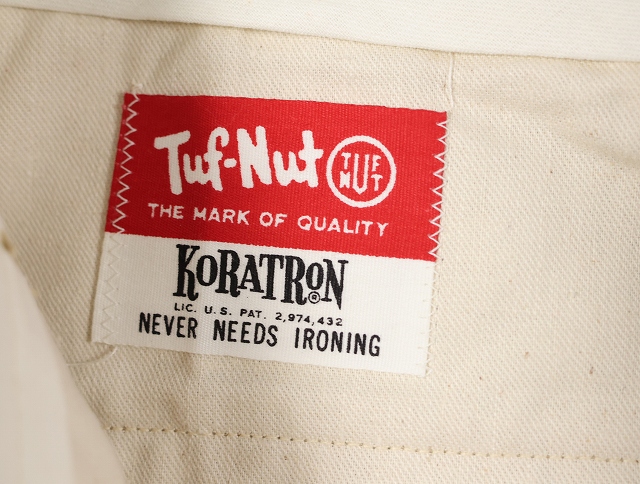 Tuf-Nut
TUF
NUT
THE MARK OF QUALITY
KORATRON®
LIC. U.S. PAT. 2,974,432
NEVER NEEDS IRONING